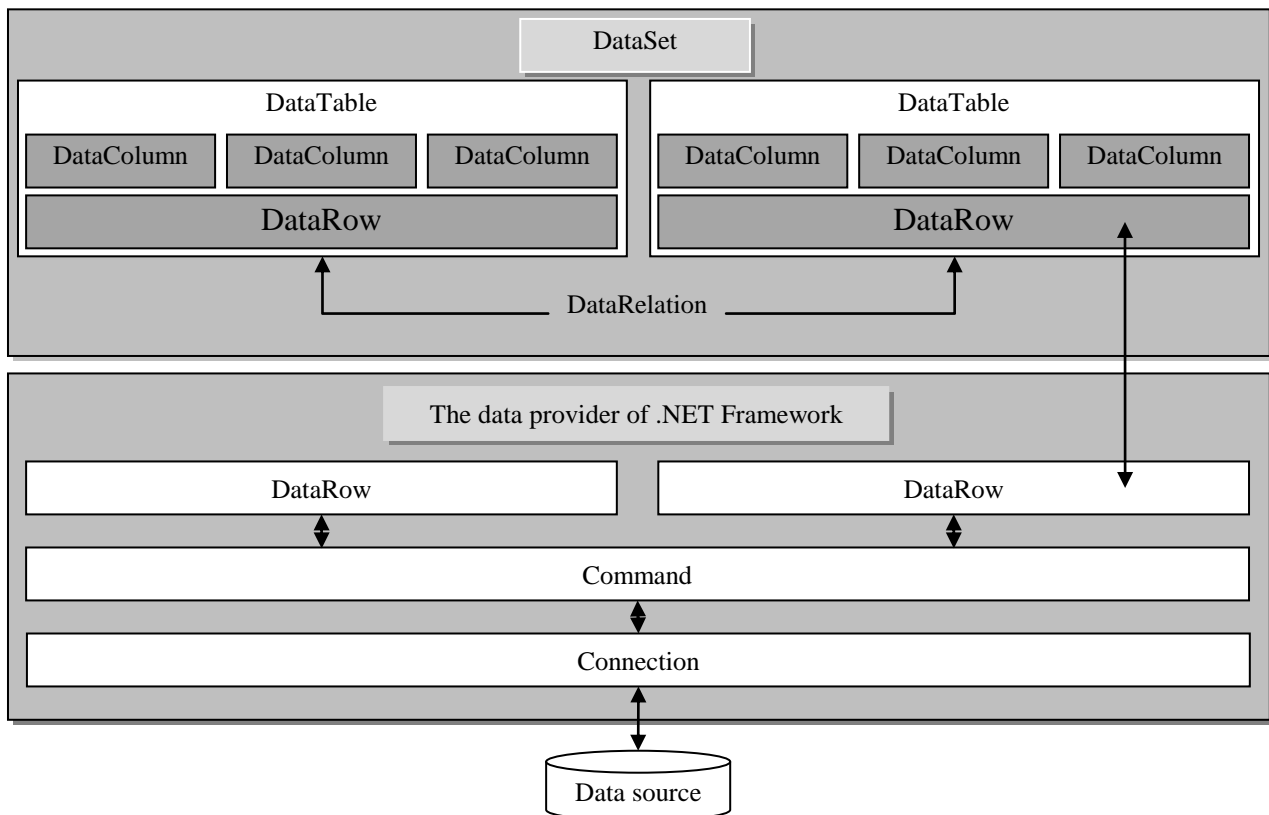 DataSet
DataTable
DataTable
DataColumn
DataColumn
DataColumn
DataColumn
DataColumn
DataColumn
DataRow
DataRow
DataRelation
The data provider of .NET Framework
DataRow
DataRow
Command
Connection
Data source